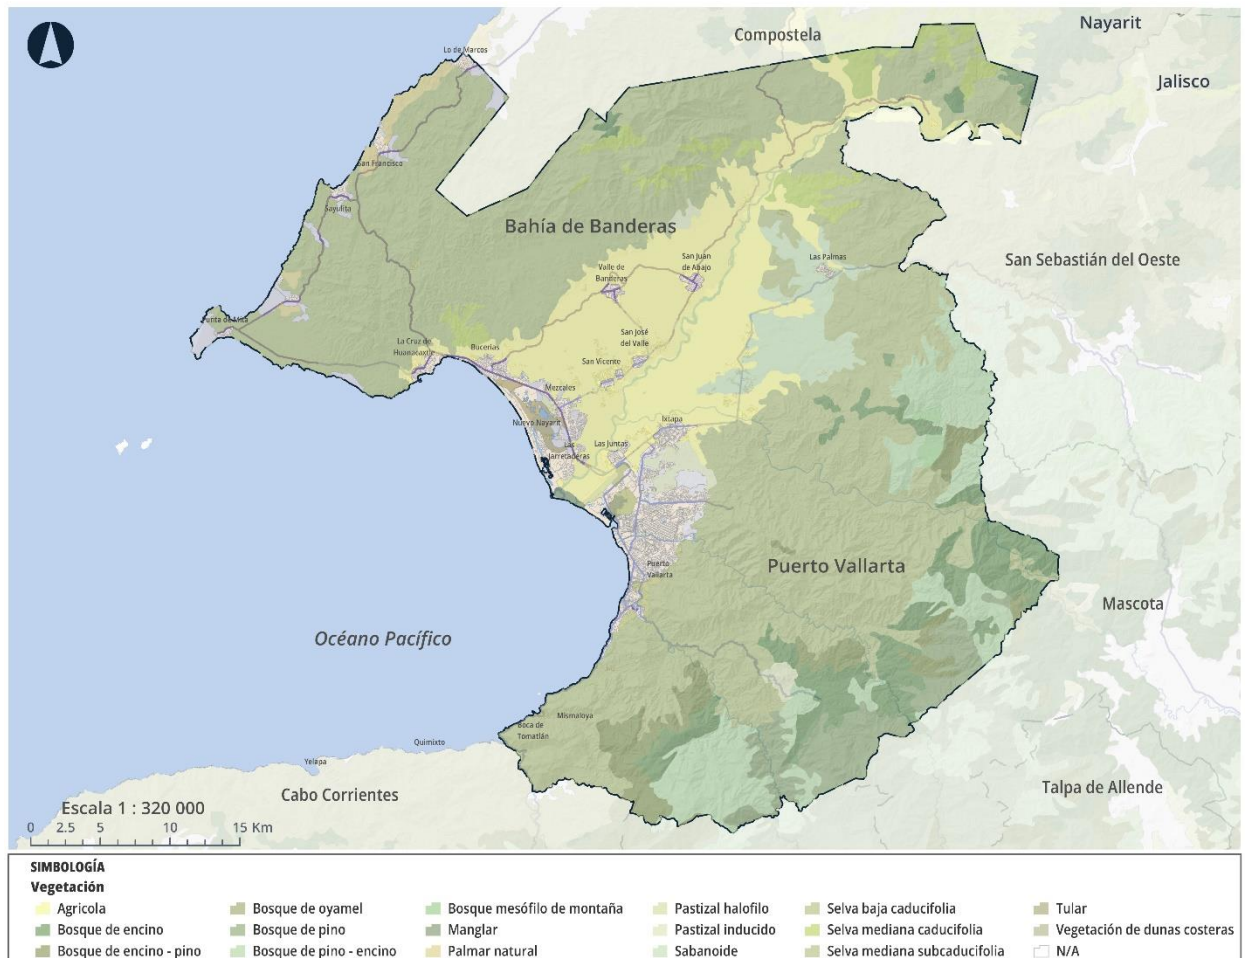 Nayarit
Compostela
Lo de Marcos
Jalisco
San Francisco
Sayulita
Bahía de Banderas
San Juan
de Abajo
Las Palmas
San Sebastián del Oeste
Valle de
Banderas
Punta de Mita
San José
del Valle
La Cruz de
Huanacaxtle
Bucerías
San Vicente
Mezcales
Nuevo Nayarit
Ixtapa
Las Juntas
Las
Jarretaderas
Puerto
Vallarta
Puerto Vallarta
Mascota
Océano Pacífico
Mismaloya
Boca de
Tomatlán
Quimixto
Yelapa
Cabo Corrientes
Talpa de Allende
Escala 1 : 320 000
0 2.5 5 10 15 Km
SIMBOLOGÍA
Vegetación
Agricola
Bosque de encino
Bosque de encino - pino
Bosque de oyamel
Bosque de pino
Bosque de pino - encino
Bosque mesófilo de montaña
Manglar
Palmar natural
Pastizal halofilo
Pastizal inducido
Sabanoide
Selva baja caducifolia
Selva mediana caducifolia
Selva mediana subcaducifolia
Tular
Vegetación de dunas costeras
N/A